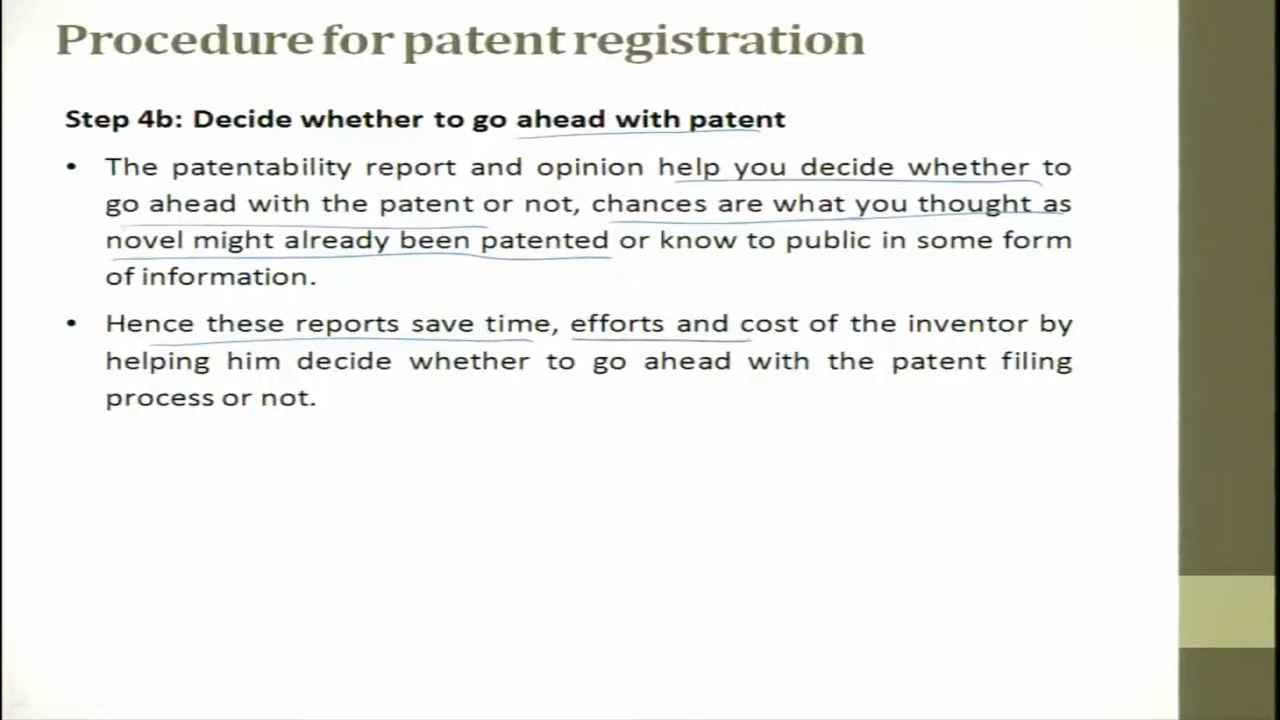 Procedure for patent registration
Step 4b: Decide whether to go ahead with patent
• The patentability report and opinion help you decide whether to
go ahead with the patent or not, chances are what you thought as
novel might already been patented or know to public in some form
of information.
• Hence these reports save time, efforts and cost of the inventor by
helping him decide whether to go ahead with the patent filing
process or not.